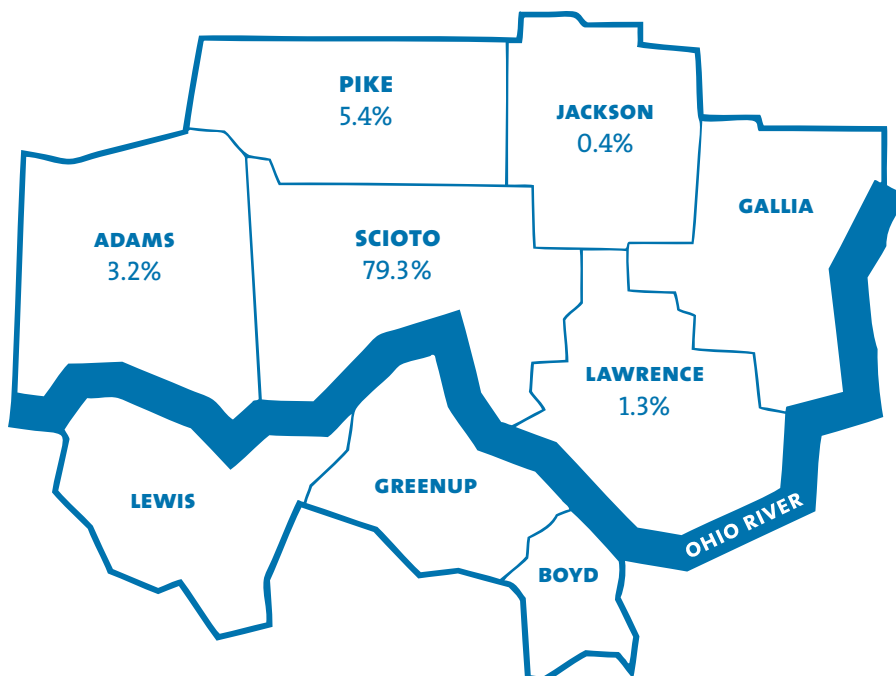 PIKE
5.4%
JACKSON
0.4%
GALLIA
ADAMS
3.2%
SCIOTO
79.3%
LAWRENCE
1.3%
LEWIS
GREENUP
OHIO RIVER
BOYD